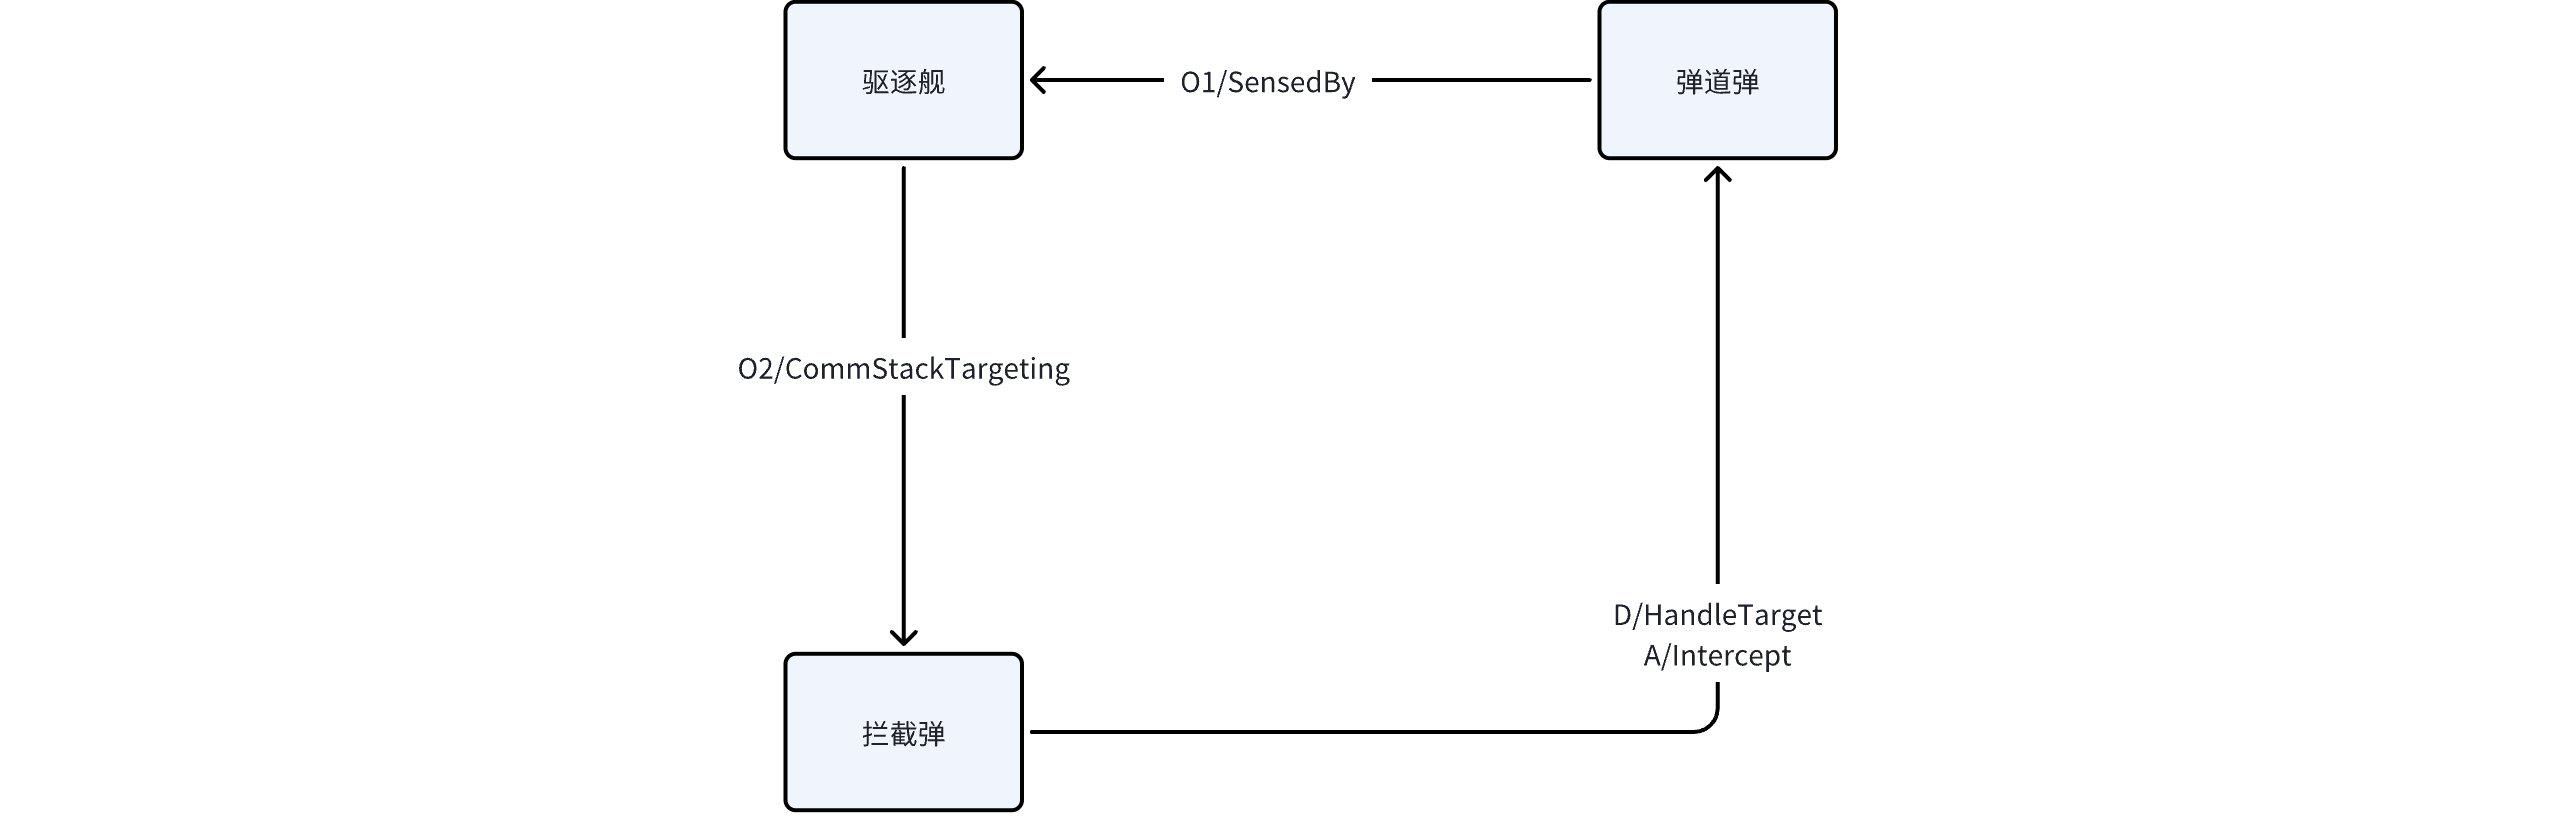 驱逐舰
O1/SensedBy
弹道弹
O2/CommStackTargeting
D/HandleTarget
A/Intercept
拦截弹